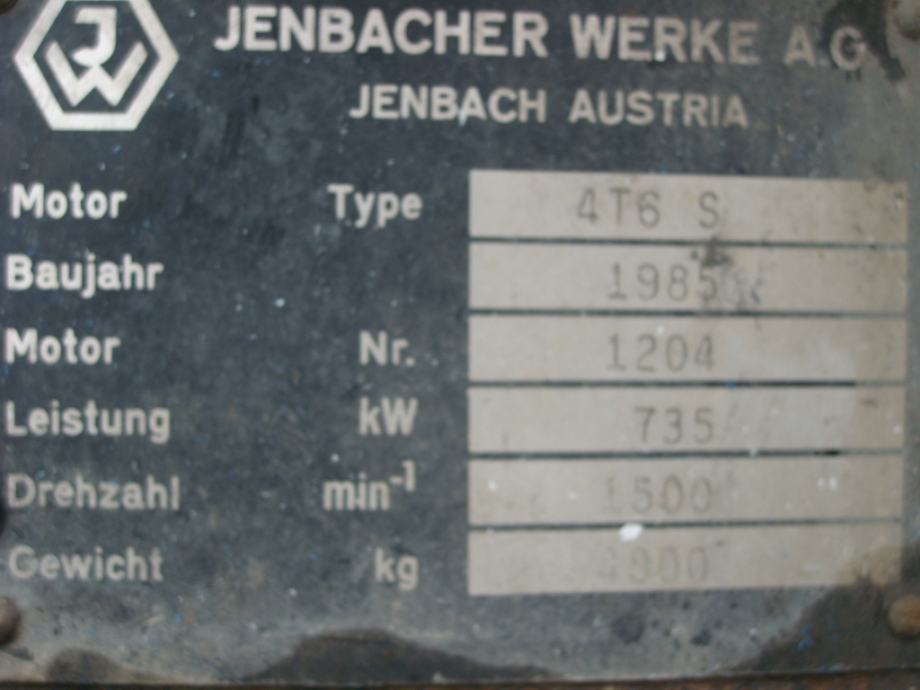 JW
JENBACHER WERKE A.G
JENBACH AUSTRIA
Motor Type 4T6 S
Baujahr 1985
Motor Nr. 1204
Leistung kW 735
Drehzahl min-1 1500
Gewicht kg